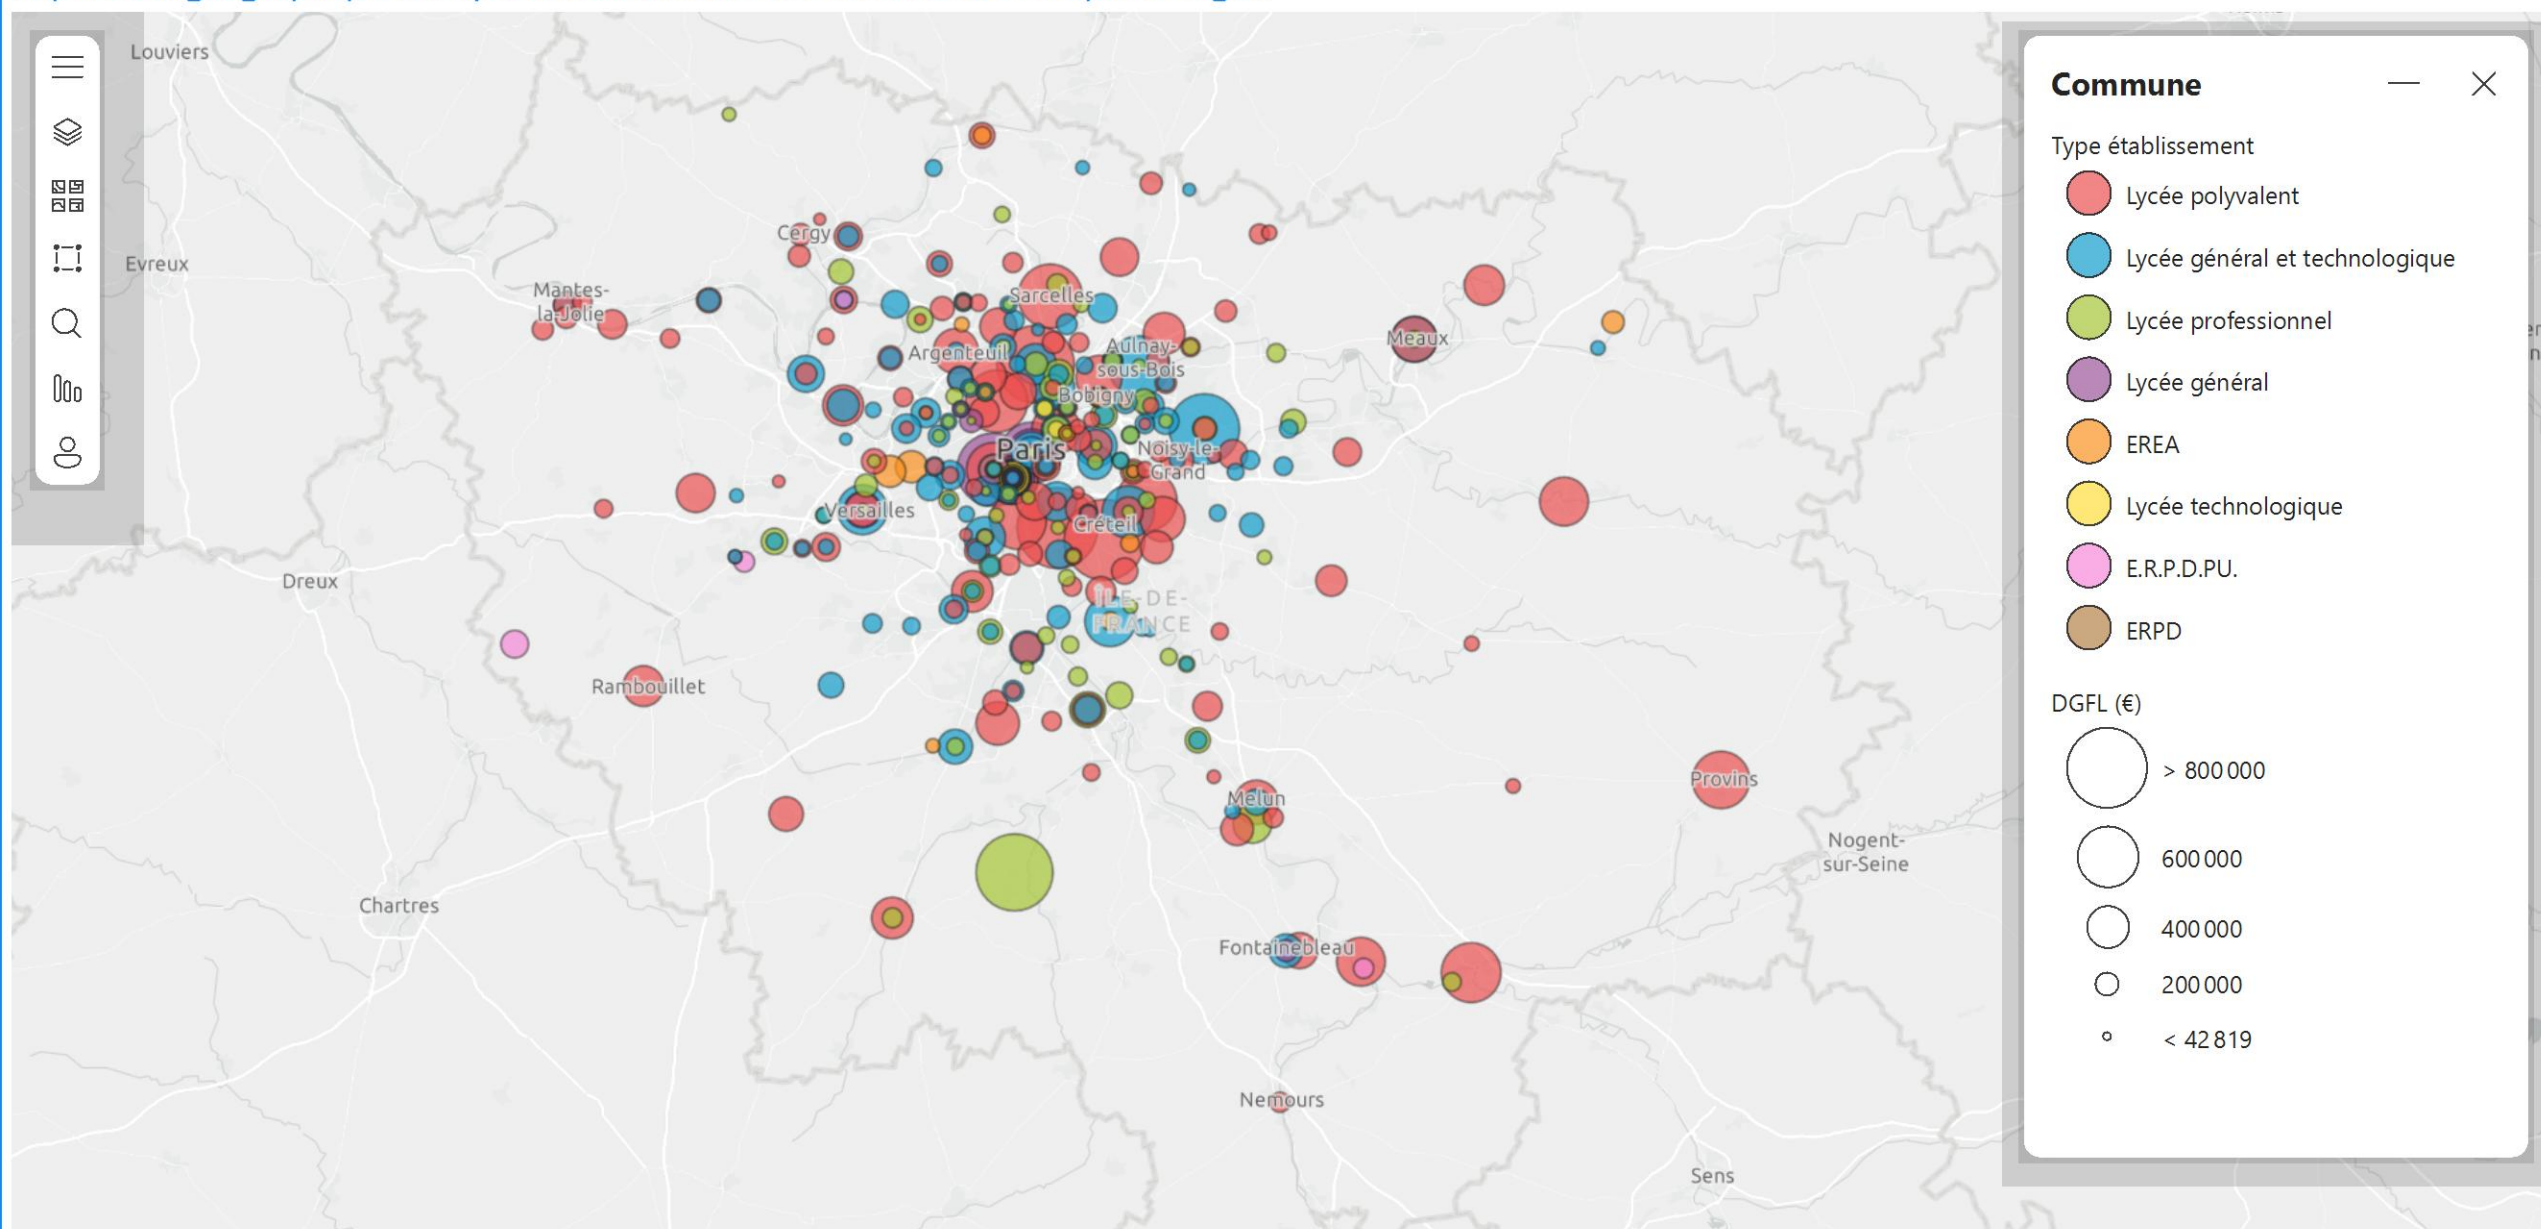 Louviers
Evreux
Cergy
Mantes-
la-Jolie
Sarcelles
Argenteuil
Aulnay-
sous-Bois
Bobigny
Meaux
Paris
Noisy-le-
Grand
Versailles
Créteil
Dreux
ÎLE-DE-
FRANCE
Rambouillet
Melun
Provins
Nogent-
sur-Seine
Chartres
Fontainebleau
Nemours
Sens
Commune
Type établissement
Lycée polyvalent
Lycée général et technologique
Lycée professionnel
Lycée général
EREA
Lycée technologique
E.R.P.D.PU.
ERPD
DGFL (€)
> 800 000
600 000
400 000
200 000
< 42 819